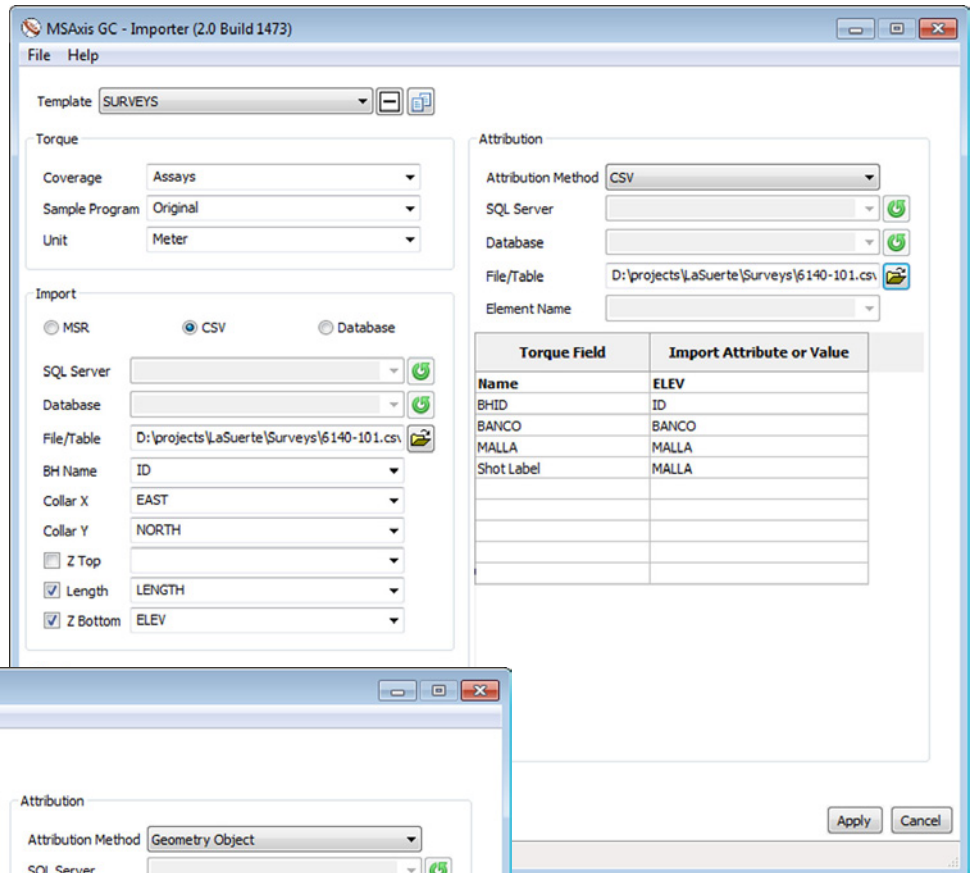 MSAxis GC - Importer (2.0 Build 1473)
File Help
Template SURVEYS
Torque
Coverage Assays
Sample Program Original
Unit Meter
Import
MSR CSV Database
SQL Server
Database
File/Table D:\projects\LaSuerte\Surveys\6140-101.csv
BH Name ID
Collar X EAST
Collar Y NORTH
Z Top
Length LENGTH
Z Bottom ELEV
Attribution
Attribution Method CSV
SQL Server
Database
File/Table D:\projects\LaSuerte\Surveys\6140-101.csv
Element Name
Torque Field Import Attribute or Value
Name ELEV
BHID ID
BANCO BANCO
MALLA MALLA
Shot Label MALLA
Apply Cancel
Attribution
Attribution Method Geometry Object
SQL Server